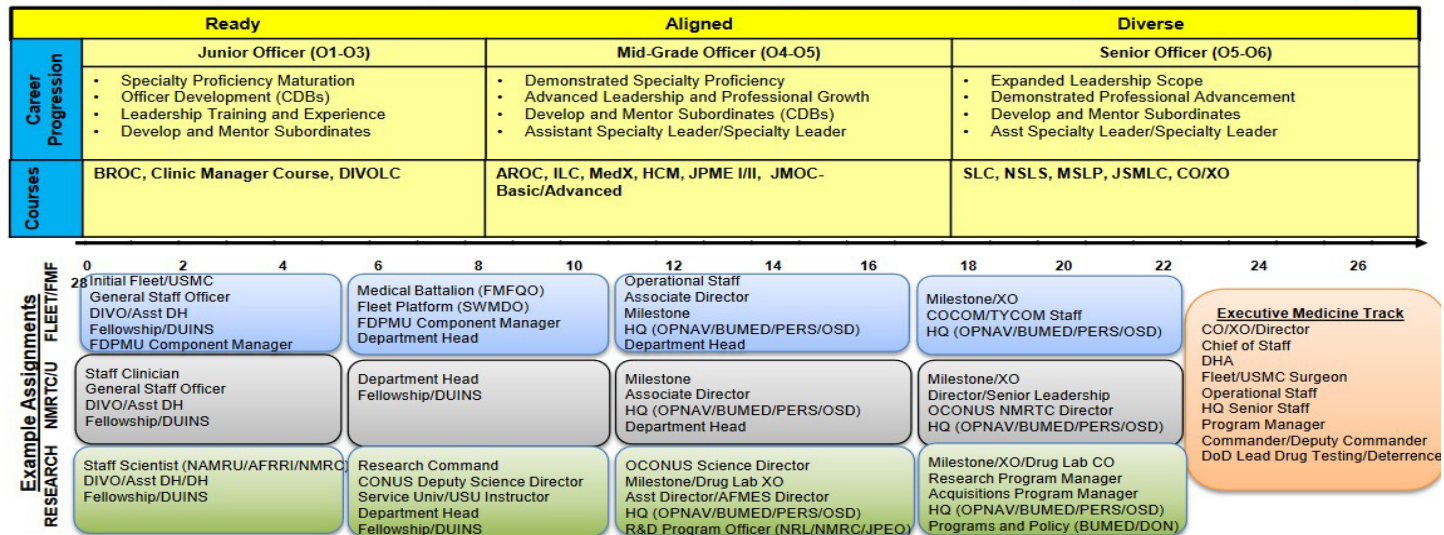 Ready
Aligned
Diverse
Career Progression
Junior Officer (O1-O3)
• Specialty Proficiency Maturation
• Officer Development (CDBs)
• Leadership Training and Experience
• Develop and Mentor Subordinates
Mid-Grade Officer (O4-O5)
• Demonstrated Specialty Proficiency
• Advanced Leadership and Professional Growth
• Develop and Mentor Subordinates (CDBs)
• Assistant Specialty Leader/Specialty Leader
Senior Officer (O5-O6)
• Expanded Leadership Scope
• Demonstrated Professional Advancement
• Develop and Mentor Subordinates
• Asst Specialty Leader/Specialty Leader
Courses
BROC, Clinic Manager Course, DIVOLC
AROC, ILC, MedX, HCM, JPME I/II, JMOC-
Basic/Advanced
SLC, NSLS, MSLP, JSMLC, CO/XO
0 2 4 6 8 10 12 14 16 18 20 22 24 26
28
Example Assignments
FLEET/FMF
Initial Fleet/USMC
General Staff Officer
DIVO/Asst DH
Fellowship/DUINS
FDPMU Component Manager
Medical Battalion (FMFQO)
Fleet Platform (SWMDO)
FDPMU Component Manager
Department Head
Operational Staff
Associate Director
Milestone
HQ (OPNAV/BUMED/PERS/OSD)
Department Head
Milestone/XO
COCOM/TYCOM Staff
HQ (OPNAV/BUMED/PERS/OSD)
NMRTC/U
Staff Clinician
General Staff Officer
DIVO/Asst DH
Fellowship/DUINS
Department Head
Fellowship/DUINS
Milestone
Associate Director
HQ (OPNAV/BUMED/PERS/OSD)
Department Head
Milestone/XO
Director/Senior Leadership
OCONUS NMRTC Director
HQ (OPNAV/BUMED/PERS/OSD)
RESEARCH
Staff Scientist (NAMRU/AFRRI/NMRC)
DIVO/Asst DH/DH
Fellowship/DUINS
Research Command
CONUS Deputy Science Director
Service Univ/USU Instructor
Department Head
Fellowship/DUINS
OCONUS Science Director
Milestone/Drug Lab XO
Asst Director/AFMES Director
HQ (OPNAV/BUMED/PERS/OSD)
R&D Program Officer (NRL/NMRC/JPEO)
Milestone/XO/Drug Lab CO
Research Program Manager
Acquisitions Program Manager
HQ (OPNAV/BUMED/PERS/OSD)
Programs and Policy (BUMED/DON)
Executive Medicine Track
CO/XO/Director
Chief of Staff
DHA
Fleet/USMC Surgeon
Operational Staff
HQ Senior Staff
Program Manager
Commander/Deputy Commander
DoD Lead Drug Testing/Deterrence